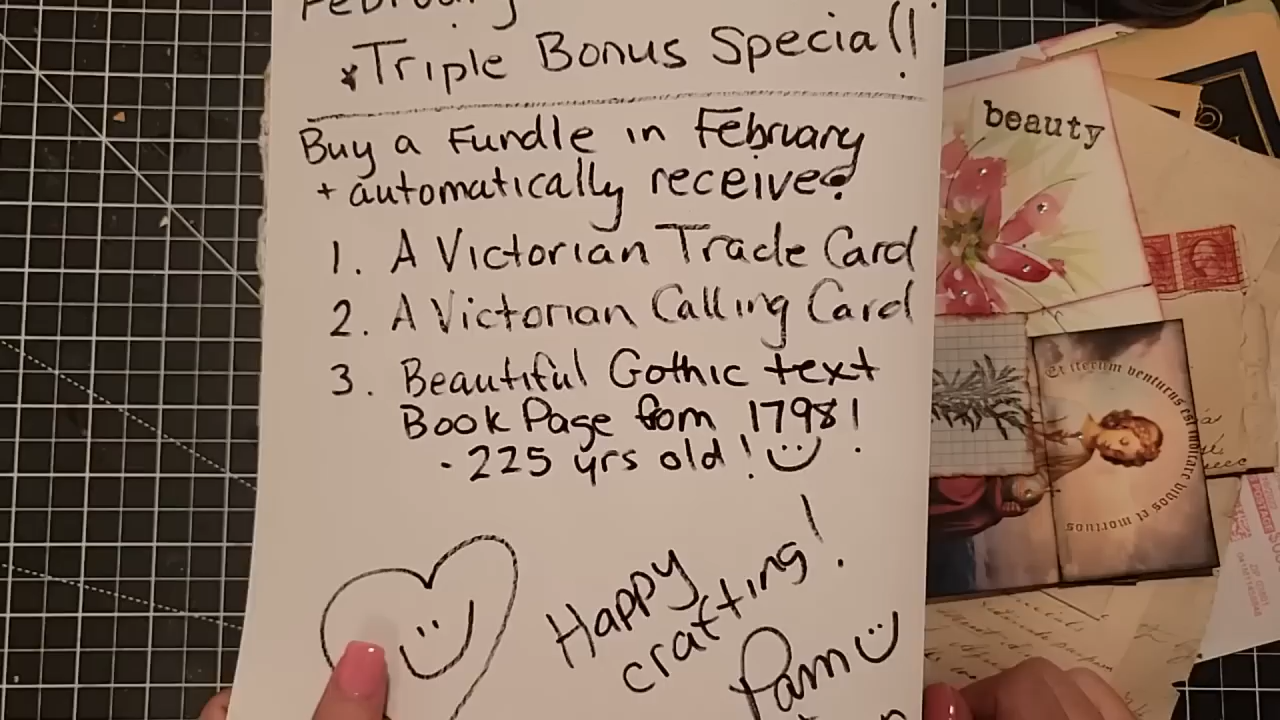 February
* Triple Bonus Special!!
Buy a Fundle in February
+ automatically receive:
1. A Victorian Trade Card
2. A Victorian Calling Card
3. Beautiful Gothic text
Book Page from 1798!
- 225 yrs old!
Happy
crafting!
Pam
beauty
Et iterum venturus est iudicare vivos et mortuos